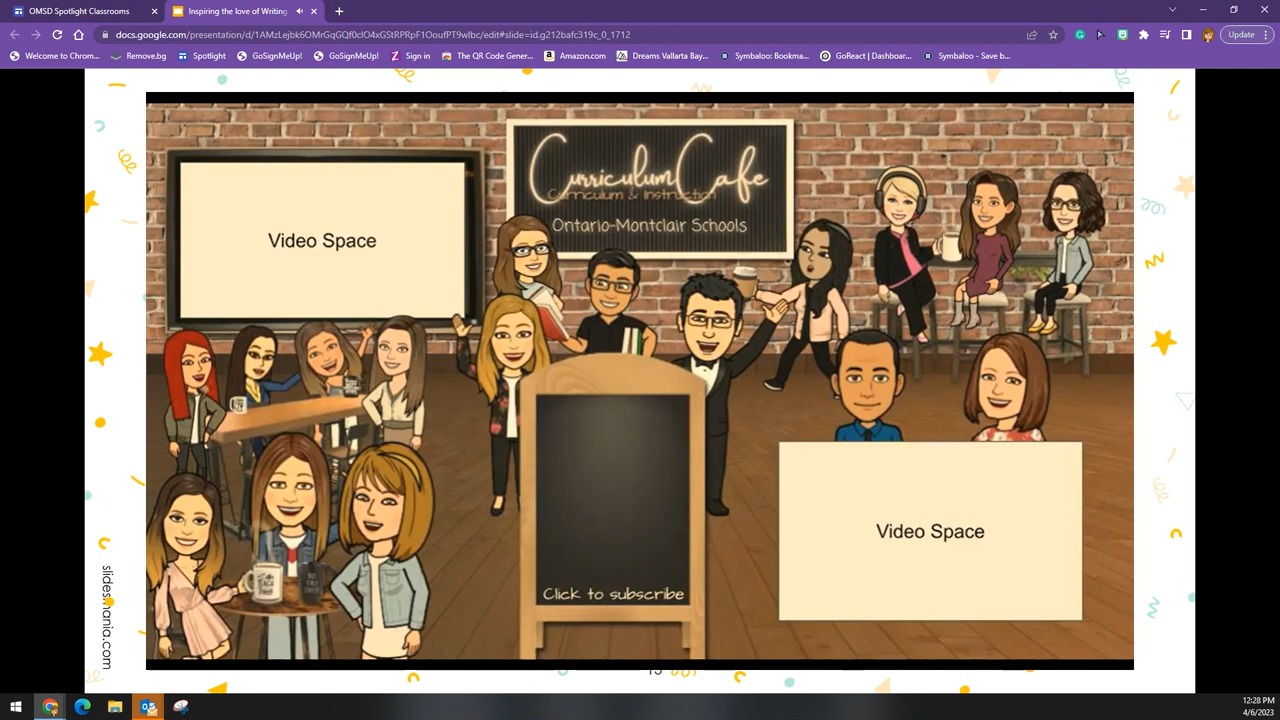 OMSD Spotlight Classrooms
Inspiring the love of Writing
docs.google.com/presentation/d/1AMzLejbk6OMrGqGQf0clO4xGStRPRpF1OoufPT9wlbc/edit#slide=id.g212bafc319c_0_1712
Update
Welcome to Chrom...
Remove.bg
Spotlight
GoSignMeUp!
GoSignMeUp!
Sign in
The QR Code Gener...
Amazon.com
Dreams Vallarta Bay...
Symbaloo: Bookma...
GoReact | Dashboar...
Symbaloo - Save b...
Curriculum Cafe
Curriculum & Instruction
Ontario-Montclair Schools
Video Space
Video Space
Click to subscribe
slidesmania.com
12:28 PM
4/6/2023